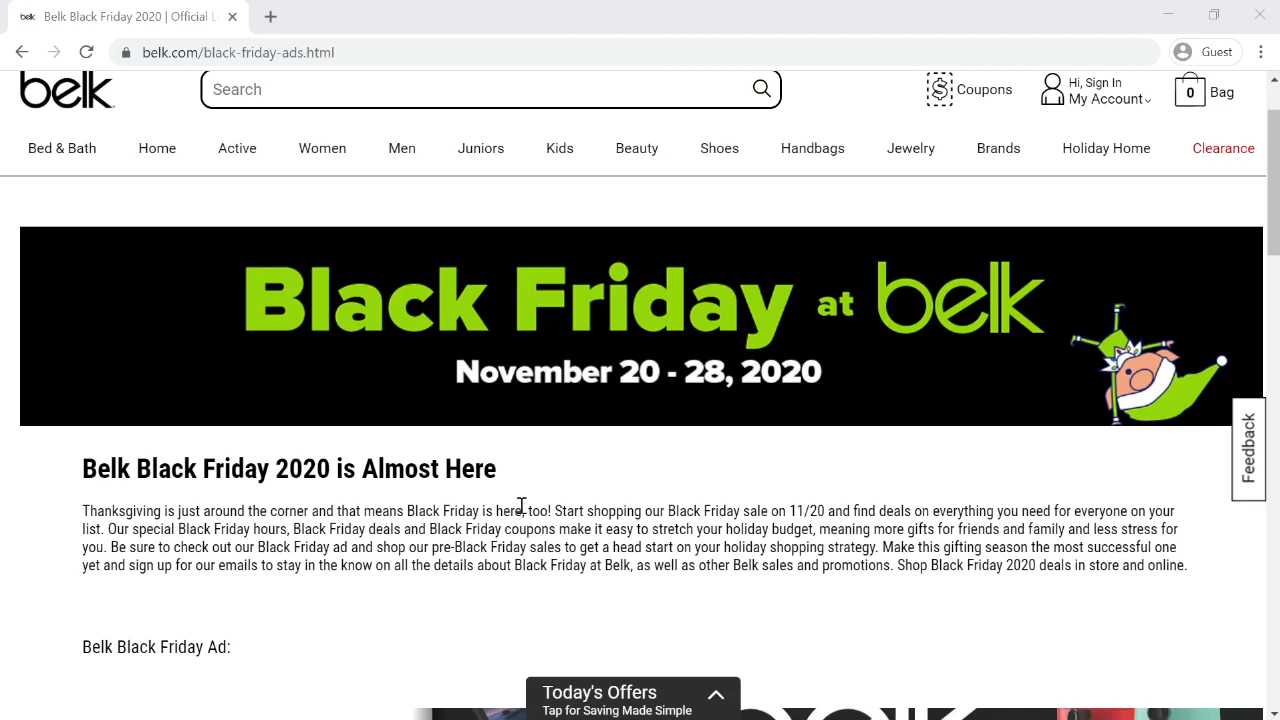 belk Belk Black Friday 2020 | Official L
belk.com/black-friday-ads.html
Guest
belk
Search
Coupons
Hi, Sign In
My Account
0
Bag
Bed & Bath Home Active Women Men Juniors Kids Beauty Shoes Handbags Jewelry Brands Holiday Home Clearance
Black Friday at belk
November 20 - 28, 2020
Feedback
Belk Black Friday 2020 is Almost Here
Thanksgiving is just around the corner and that means Black Friday is here, too! Start shopping our Black Friday sale on 11/20 and find deals on everything you need for everyone on your
list. Our special Black Friday hours, Black Friday deals and Black Friday coupons make it easy to stretch your holiday budget, meaning more gifts for friends and family and less stress for
you. Be sure to check out our Black Friday ad and shop our pre-Black Friday sales to get a head start on your holiday shopping strategy. Make this gifting season the most successful one
yet and sign up for our emails to stay in the know on all the details about Black Friday at Belk, as well as other Belk sales and promotions. Shop Black Friday 2020 deals in store and online.
Belk Black Friday Ad:
Today's Offers
Tap for Saving Made Simple